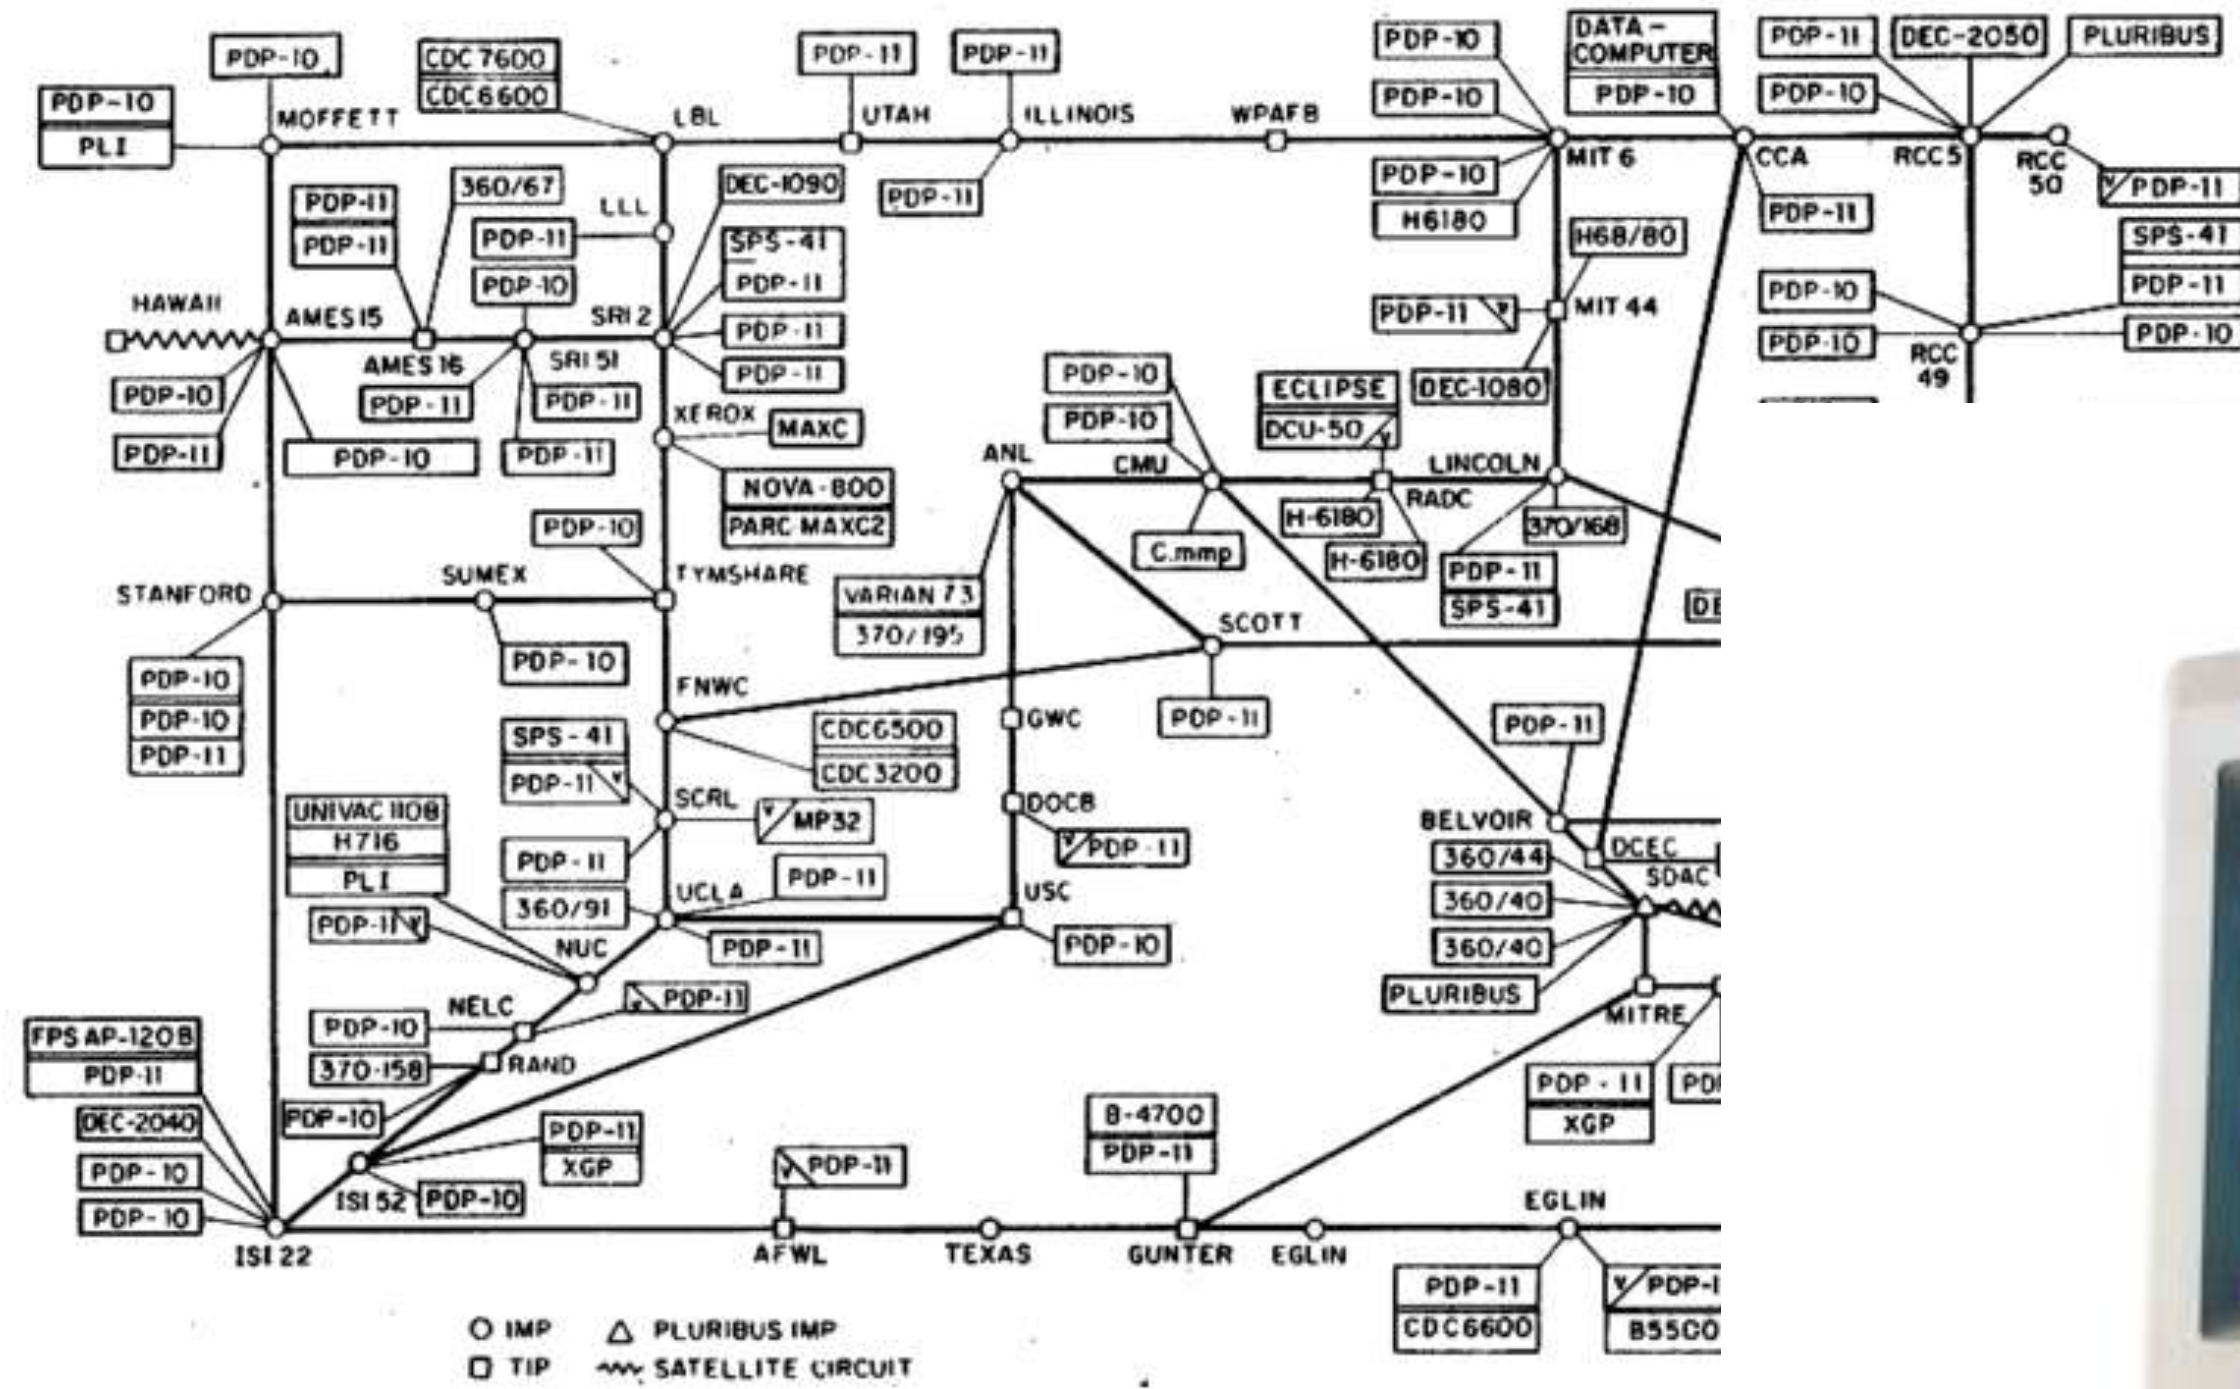 PDP-10
CDC 7600
CDC6600
PDP-11
PDP-11
PDP-10
DATA-
COMPUTER
PDP-10
PDP-11
DEC-2050
PLURIBUS
PDP-10
PLI
PDP-10
PDP-10
MOFFETT
LBL
UTAH
ILLINOIS
WPAFB
MIT 6
CCA
RCC5
RCC
50
360/67
DEC-1090
PDP-11
PDP-10
PDP-11
PDP-11
PDP-11
LLL
PDP-11
SPS-41
PDP-11
H6180
H68/80
PDP-11
SPS-41
PDP-11
HAWAII
PDP-10
AMES15
SRI 2
PDP-11
V
MIT 44
PDP-10
AMES16
SRI 51
PDP-11
PDP-10
RCC
49
PDP-10
PDP-10
PDP-11
PDP-11
PDP-11
PDP-10
ECLIPSE
DEC-1080
XEROX
MAXC
PDP-10
DCU-50
V
PDP-11
PDP-10
PDP-11
ANL
CMU
LINCOLN
NOVA-800
PARC MAXC2
RADC
PDP-10
H-6180
370/168
C.mmp
H-6180
STANFORD
SUMEX
TYMSHARE
PDP-11
SPS-41
VARIAN 73
370/195
SCOTT
PDP-10
PDP-10
PDP-10
PDP-11
FNWC
GWC
PDP-11
PDP-11
SPS-41
PDP-11
V
CDC6500
CDC3200
UNIVAC 1108
H716
PLI
SCRL
V
MP32
DOCB
BELVOIR
V
PDP-11
DCEC
PDP-11
PDP-11
360/44
SDAC
360/91
UCLA
USC
360/40
PDP-11
V
NUC
PDP-11
PDP-10
360/40
NELC
V
PDP-11
PLURIBUS
MITRE
FPS AP-120B
PDP-11
PDP-10
370-158
RAND
PDP-11
XGP
DEC-2040
PDP-10
PDP-11
XGP
B-4700
PDP-11
PDP-10
V
PDP-11
PDP-10
ISI 52
PDP-10
EGLIN
ISI 22
AFWL
TEXAS
GUNTER
EGLIN
PDP-11
CDC6600
V
B5500
IMP
PLURIBUS IMP
TIP
SATELLITE CIRCUIT